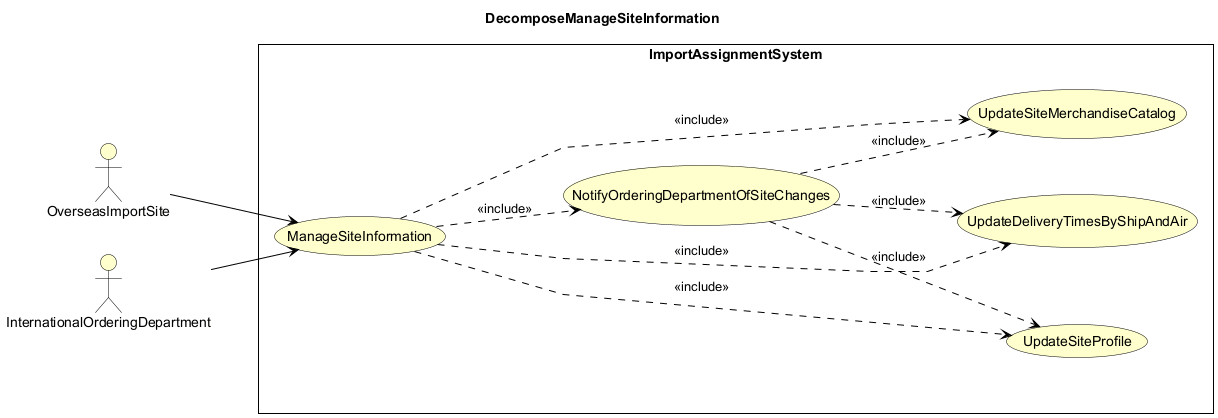 DecomposeManageSiteInformation
ImportAssignmentSystem
UpdateSiteMerchandiseCatalog
«include»
«include»
NotifyOrderingDepartmentOfSiteChanges
«include»
«include»
OverseasImportSite
UpdateDeliveryTimesByShipAndAir
ManageSiteInformation
«include»
«include»
«include»
InternationalOrderingDepartment
UpdateSiteProfile